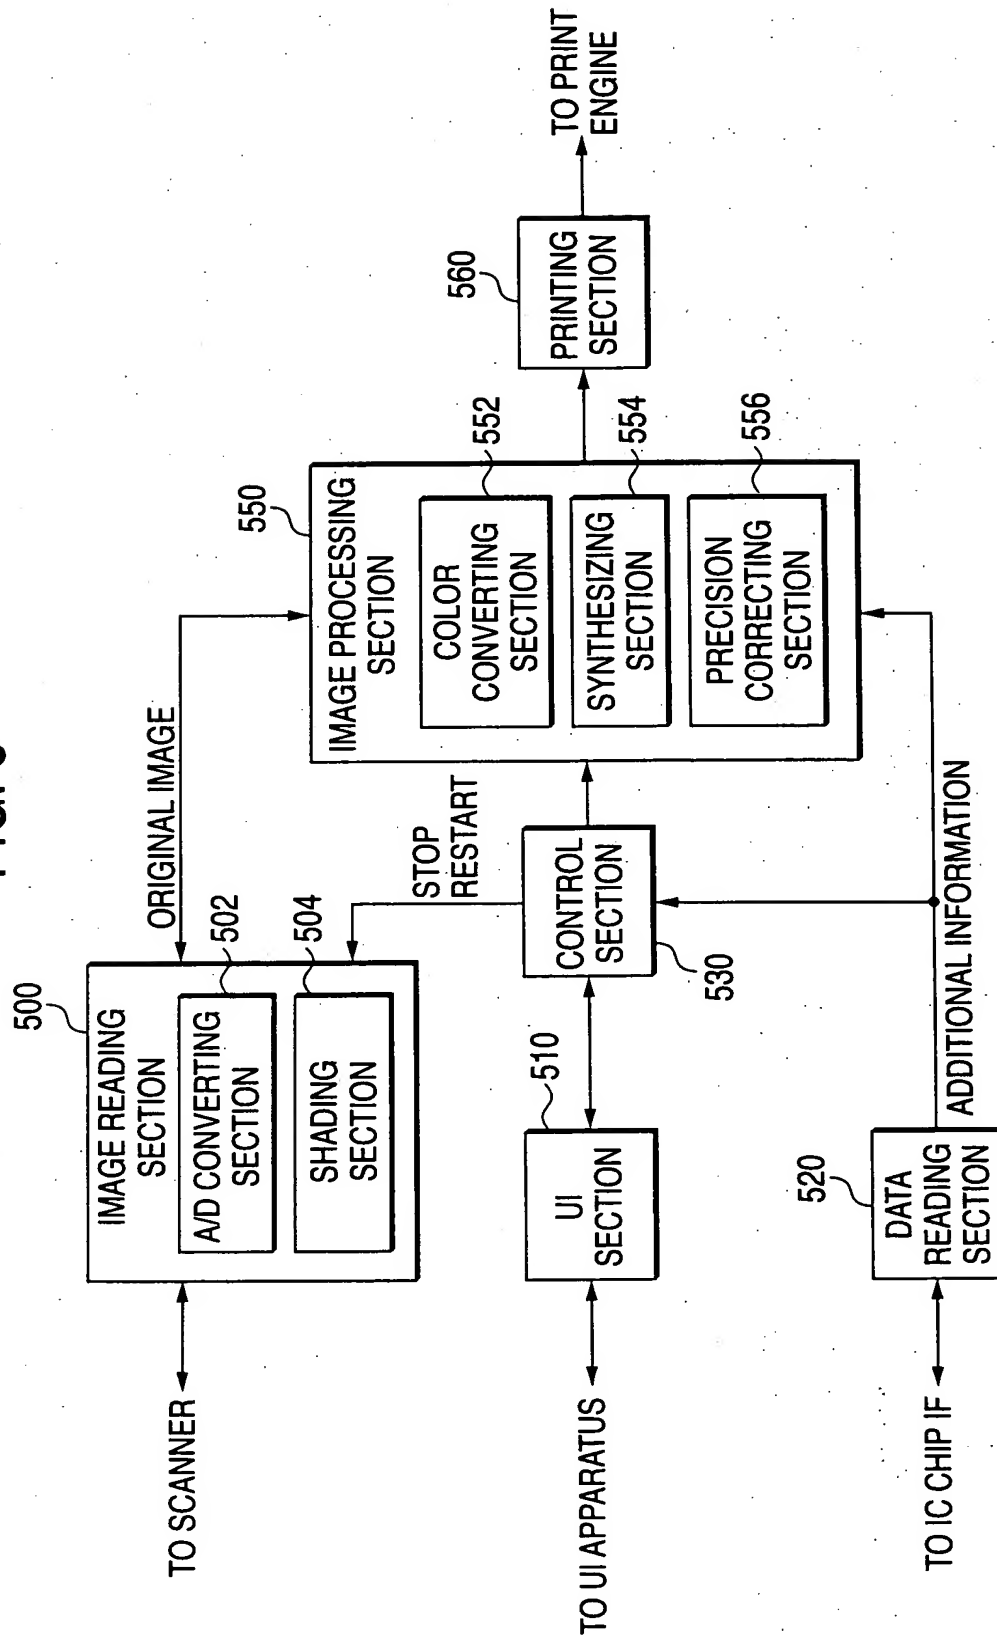 500
IMAGE READING
SECTION
A/D CONVERTING
SECTION
502
SHADING
SECTION
504
TO SCANNER
ORIGINAL IMAGE
STOP
RESTART
510
UI
SECTION
TO UI APPARATUS
CONTROL
SECTION
530
520
DATA
READING
SECTION
TO IC CHIP IF
ADDITIONAL INFORMATION
550
IMAGE PROCESSING
SECTION
COLOR
CONVERTING
SECTION
552
SYNTHESIZING
SECTION
554
PRECISION
CORRECTING
SECTION
556
560
PRINTING
SECTION
TO PRINT
ENGINE